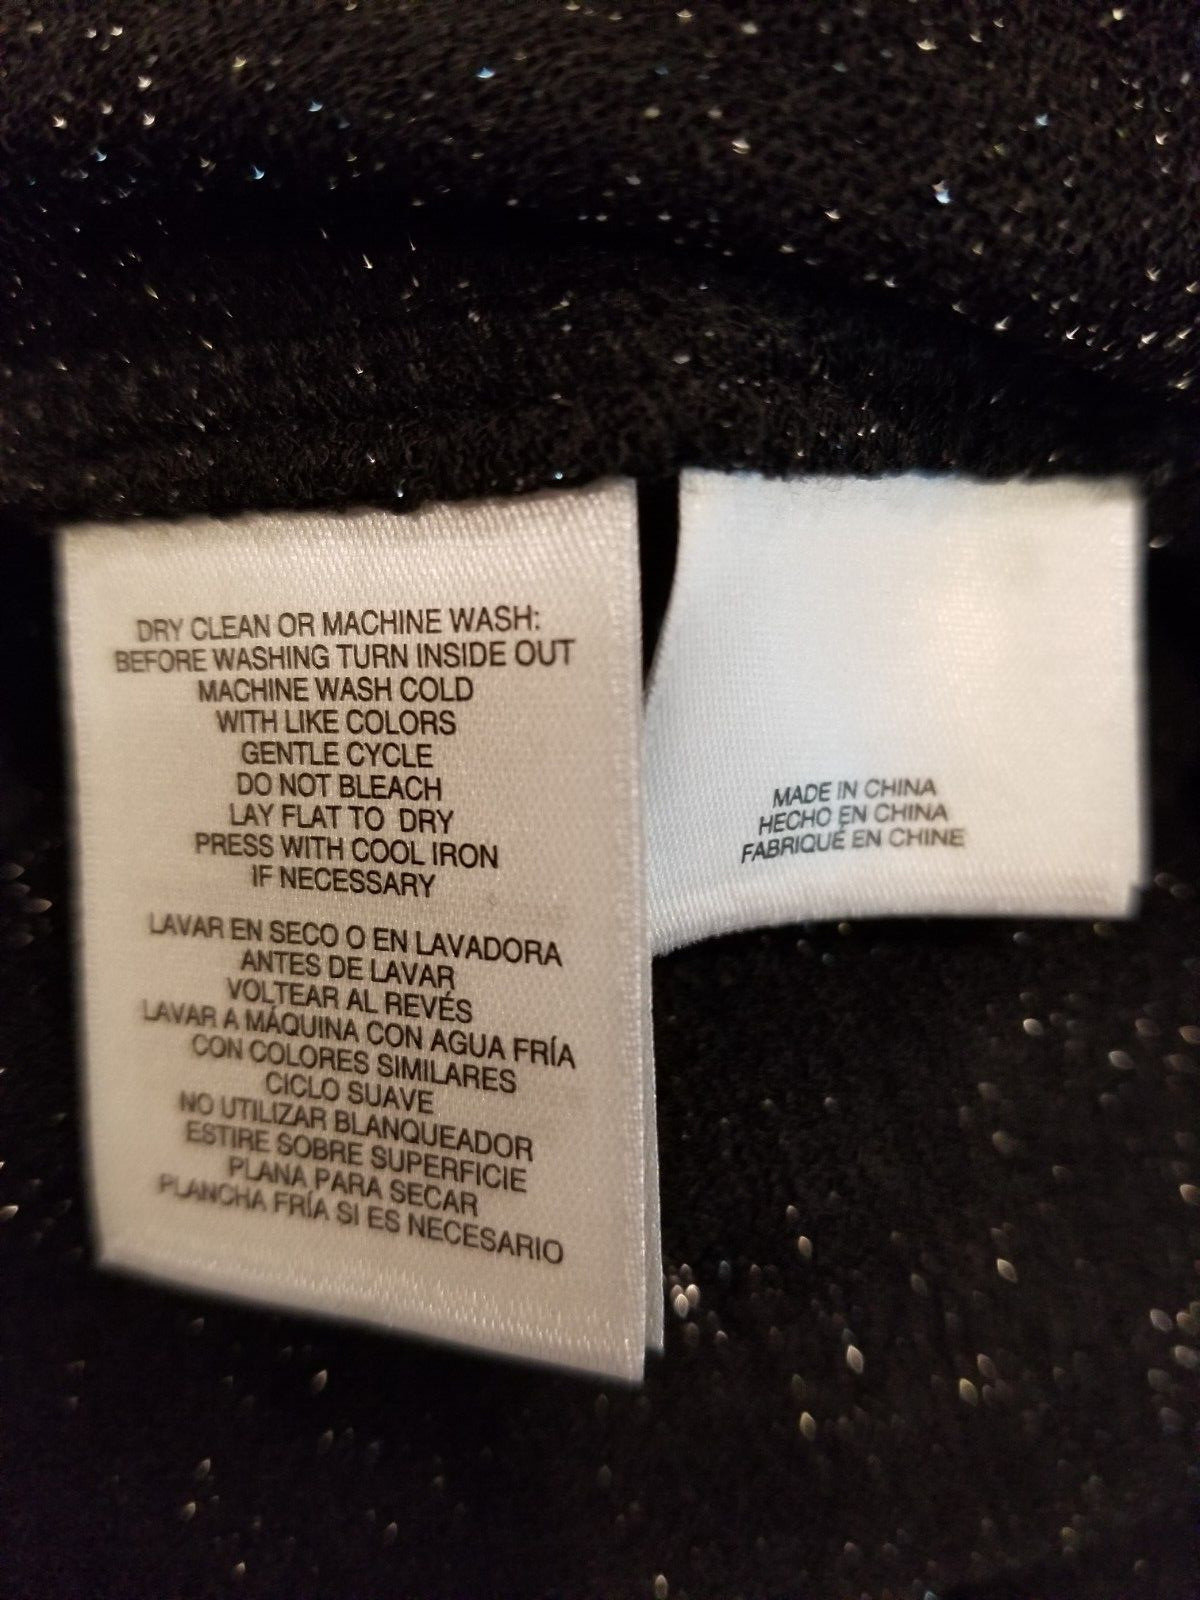 DRY CLEAN OR MACHINE WASH:
BEFORE WASHING TURN INSIDE OUT
MACHINE WASH COLD
WITH LIKE COLORS
GENTLE CYCLE
DO NOT BLEACH
LAY FLAT TO DRY
PRESS WITH COOL IRON
IF NECESSARY
LAVAR EN SECO O EN LAVADORA
ANTES DE LAVAR
VOLTEAR AL REVÉS
LAVAR A MÁQUINA CON AGUA FRÍA
CON COLORES SIMILARES
CICLO SUAVE
NO UTILIZAR BLANQUEADOR
ESTIRE SOBRE SUPERFICIE
PLANA PARA SECAR
PLANCHA FRÍA SI ES NECESARIO
MADE IN CHINA
HECHO EN CHINA
FABRIQUÉ EN CHINE